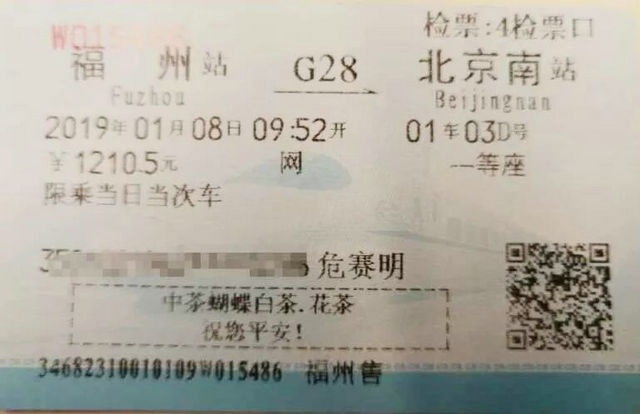 检票:4检票口
福州站 G28 北京南站
Fuzhou Beijingnan
2019年01月08日09:52开 01车03D号
¥1210.5元 网 一等座
限乘当日当次车
危赛明
中茶蝴蝶白茶.花茶
祝您平安!
34682310010109W015486 福州售